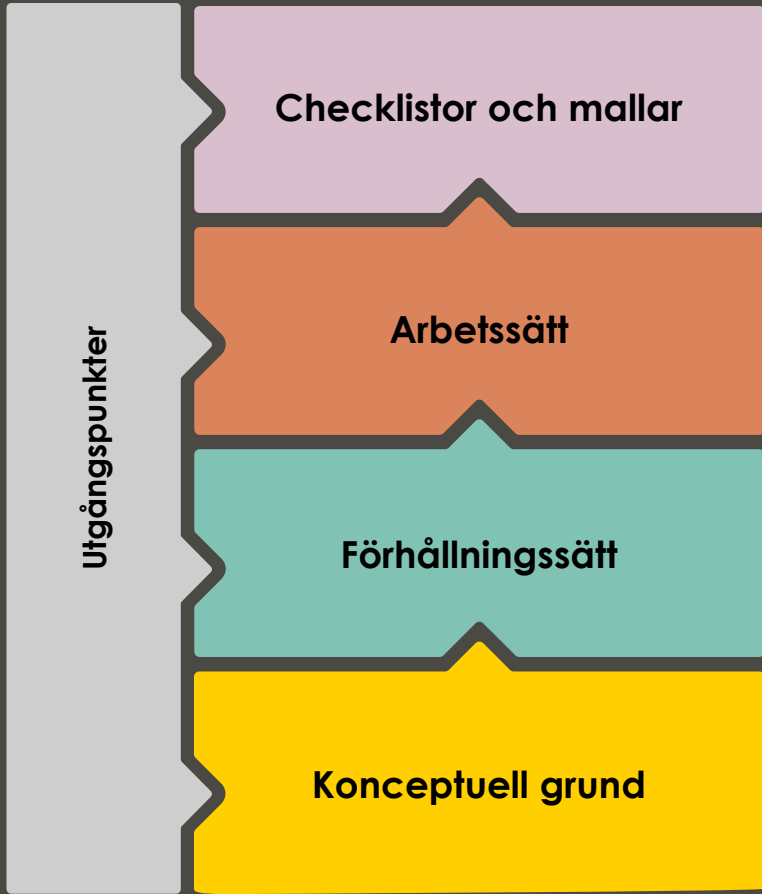 Utgångspunkter
Checklistor och mallar
Arbetssätt
Förhållningssätt
Konceptuell grund